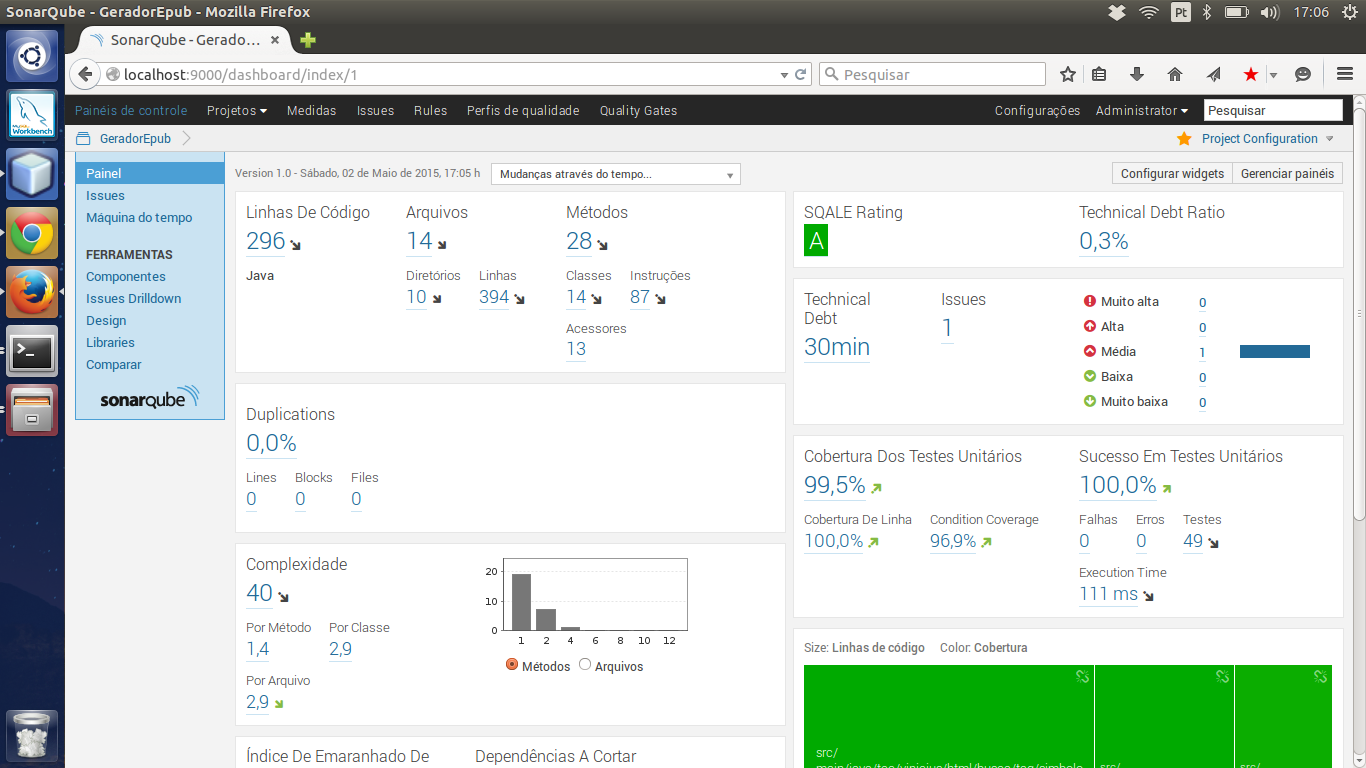 SonarQube - GeradorEpub - Mozilla Firefox
Pt
17:06
SonarQube - Gerado...
localhost:9000/dashboard/index/1
Pesquisar
Painéis de controle
Projetos
Medidas
Issues
Rules
Perfis de qualidade
Quality Gates
Configurações
Administrator
Pesquisar
MySQL
Workbench
GeradorEpub
Project Configuration
Painel
Issues
Máquina do tempo
FERRAMENTAS
Componentes
Issues Drilldown
Design
Libraries
Comparar
sonarqube
Version 1.0 - Sábado, 02 de Maio de 2015, 17:05 h
Mudanças através do tempo...
Configurar widgets
Gerenciar painéis
Linhas De Código
296
Java
Arquivos
14
Diretórios
10
Linhas
394
Métodos
28
Classes
14
Instruções
87
Acessores
13
Duplications
0,0%
Lines
0
Blocks
0
Files
0
Complexidade
40
Por Método
1,4
Por Classe
2,9
Por Arquivo
2,9
20
10
0
1 2 4 6 8 10 12
Métodos
Arquivos
Índice De Emaranhado De
Dependências A Cortar
SQALE Rating
A
Technical Debt Ratio
0,3%
Technical
Debt
30min
Issues
1
Muito alta 0
Alta 0
Média 1
Baixa 0
Muito baixa 0
Cobertura Dos Testes Unitários
99,5%
Cobertura De Linha
100,0%
Condition Coverage
96,9%
Sucesso Em Testes Unitários
100,0%
Falhas
0
Erros
0
Testes
49
Execution Time
111 ms
Size: Linhas de código
Color: Cobertura
src/
src/
src/